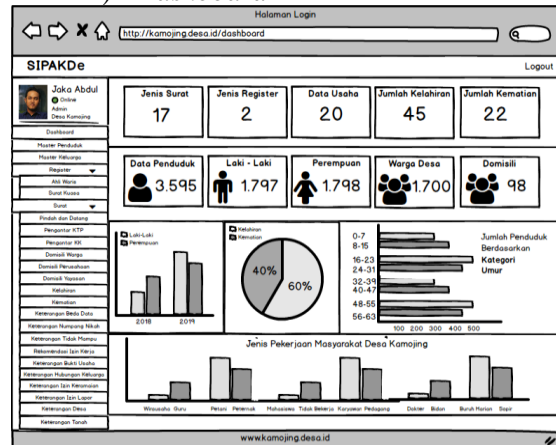 Halaman Login
http://kamojing.desa.id/dashboard
SIPAKDe
Logout
Jaka Abdul
Online
Admin
Desa Kamojing
Dashboard
Master Penduduk
Master Keluarga
Register
Ahli Waris
Surat Kuasa
Surat
Pindah dan Datang
Pengantar KTP
Pengantar KK
Domisili Warga
Domisili Perusahaan
Domisili Yayasan
Kelahiran
Kematian
Keterangan Beda Data
Keterangan Numpang Nikah
Keterangan Tidak Mampu
Rekomendasi Izin Kerja
Keterangan Bukti Usaha
Keterangan Hubungan Keluarga
Keterangan Izin Keramaian
Keterangan Izin Lapor
Keterangan Desa
Keterangan Tanah
Jenis Surat
17
Jenis Register
2
Data Usaha
20
Jumlah Kelahiran
45
Jumlah Kematian
22
Data Penduduk
3.595
Laki - Laki
1.797
Perempuan
1.798
Warga Desa
1.700
Domisili
98
Laki-Laki
Perempuan
2018 2019
Kelahiran
Kematian
40%
60%
0-7
8-15
16-23
24-31
32-39
40-47
48-55
56-63
100 200 300 400 500
Jumlah Penduduk
Berdasarkan
Kategori
Umur
Jenis Pekerjaan Masyarakat Desa Kamojing
Wirausaha Guru Petani Peternak Mahasiswa Tidak Bekerja Karyawan Pedagang Dokter Bidan Buruh Harian Sopir
www.kamojing.desa.id